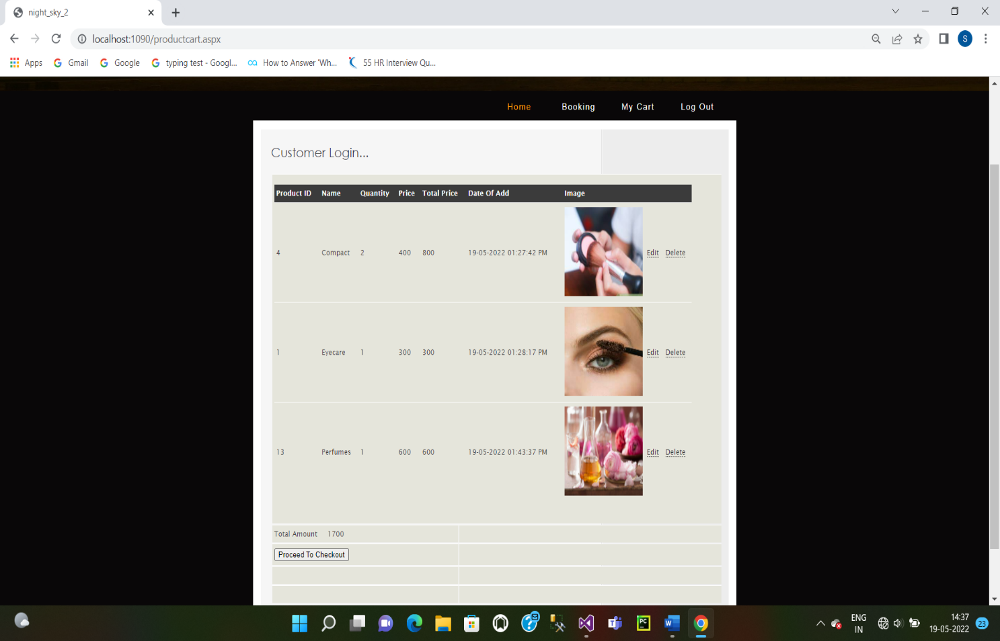 night_sky_2
localhost:1090/productcart.aspx
S
Apps Gmail Google typing test - Googl... How to Answer 'Wh... 55 HR Interview Qu...
Home Booking My Cart Log Out
Customer Login...
Product ID Name Quantity Price Total Price Date Of Add Image
4 Compact 2 400 800 19-05-2022 01:27:42 PM Edit Delete
1 Eyecare 1 300 300 19-05-2022 01:28:17 PM Edit Delete
13 Perfumes 1 600 600 19-05-2022 01:43:37 PM Edit Delete
Total Amount 1700
Proceed To Checkout
PC
ENG
IN
14:37
19-05-2022
23